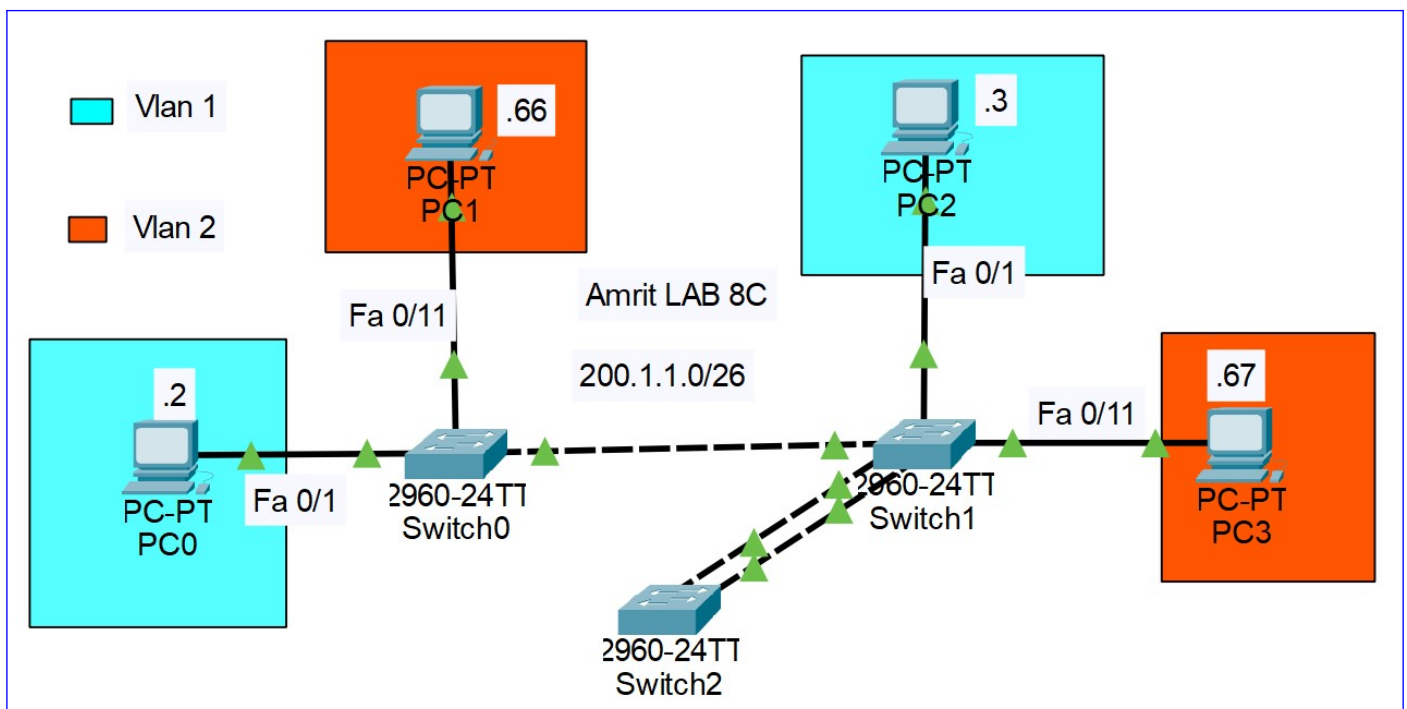 Vlan 1
Vlan 2
.66
PC-PT
PC1
Fa 0/11
.3
PC-PT
PC2
Fa 0/1
Amrit LAB 8C
200.1.1.0/26
.2
PC-PT
PC0
Fa 0/1
2960-24TT
Switch0
2960-24TT
Switch1
Fa 0/11
.67
PC-PT
PC3
2960-24TT
Switch2